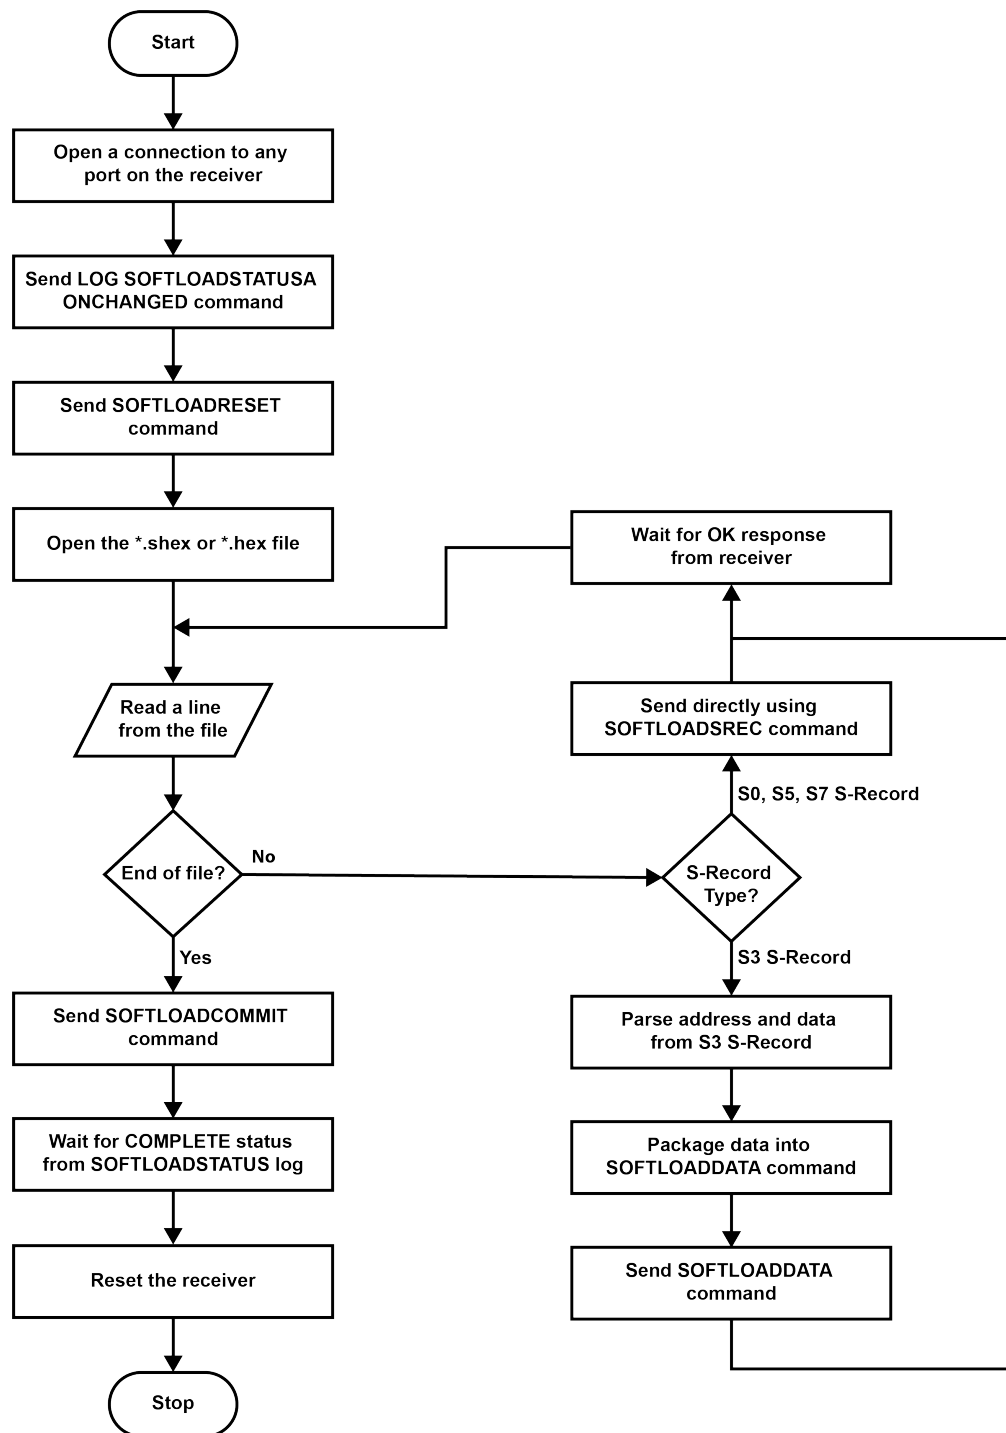 Start
Open a connection to any
port on the receiver
Send LOG SOFTLOADSTATUSA
ONCHANGED command
Send SOFTLOADRESET
command
Open the *.shex or *.hex file
Read a line
from the file
End of file?
No
Yes
Send SOFTLOADCOMMIT
command
Wait for COMPLETE status
from SOFTLOADSTATUS log
Reset the receiver
Stop
Wait for OK response
from receiver
Send directly using
SOFTLOADSREC command
S0, S5, S7 S-Record
S-Record
Type?
S3 S-Record
Parse address and data
from S3 S-Record
Package data into
SOFTLOADDATA command
Send SOFTLOADDATA
command